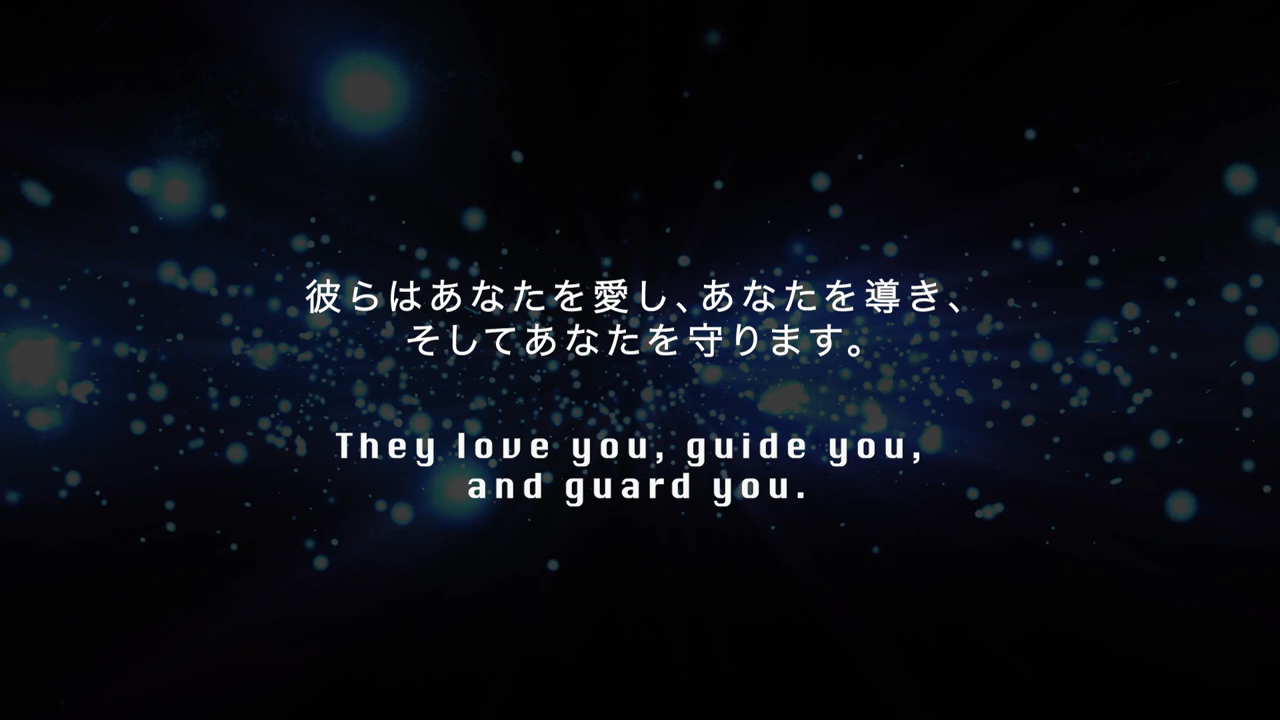 彼らはあなたを愛し、あなたを導き、
そしてあなたを守ります。
They love you, guide you,
and guard you.